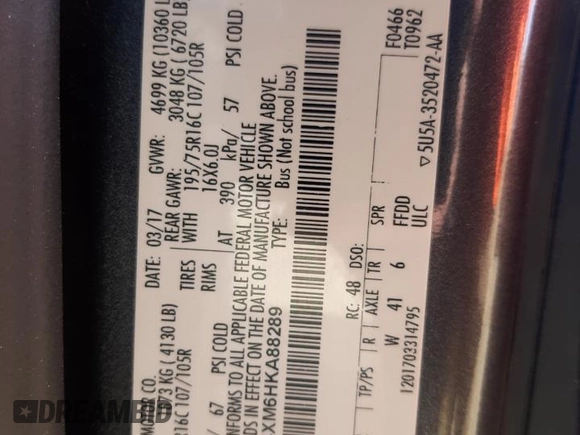 MOTOR CO.
DATE: 03/17 GVWR: 4699 KG (10360 L
73 KG ( 4130 LB) REAR GAWR: 3048 KG ( 6720 LB)
R16C 107/105R TIRES WITH 195/75R16C 107/105R
RIMS 16X6.0J
67 PSI COLD AT 390 kPa/ 57 PSI COLD
NFORMS TO ALL APPLICABLE FEDERAL MOTOR VEHICLE
DS IN EFFECT ON THE DATE OF MANUFACTURE SHOWN ABOVE.
XM6HKA88289 TYPE: Bus (Not school bus)
F0466
T0962
RC: 48 DSO:
TP/PS R AXLE TR SPR
W 41 6 FFDD
1201703314795 ULC ▽5U5A-3520472-AA
DREAMBID